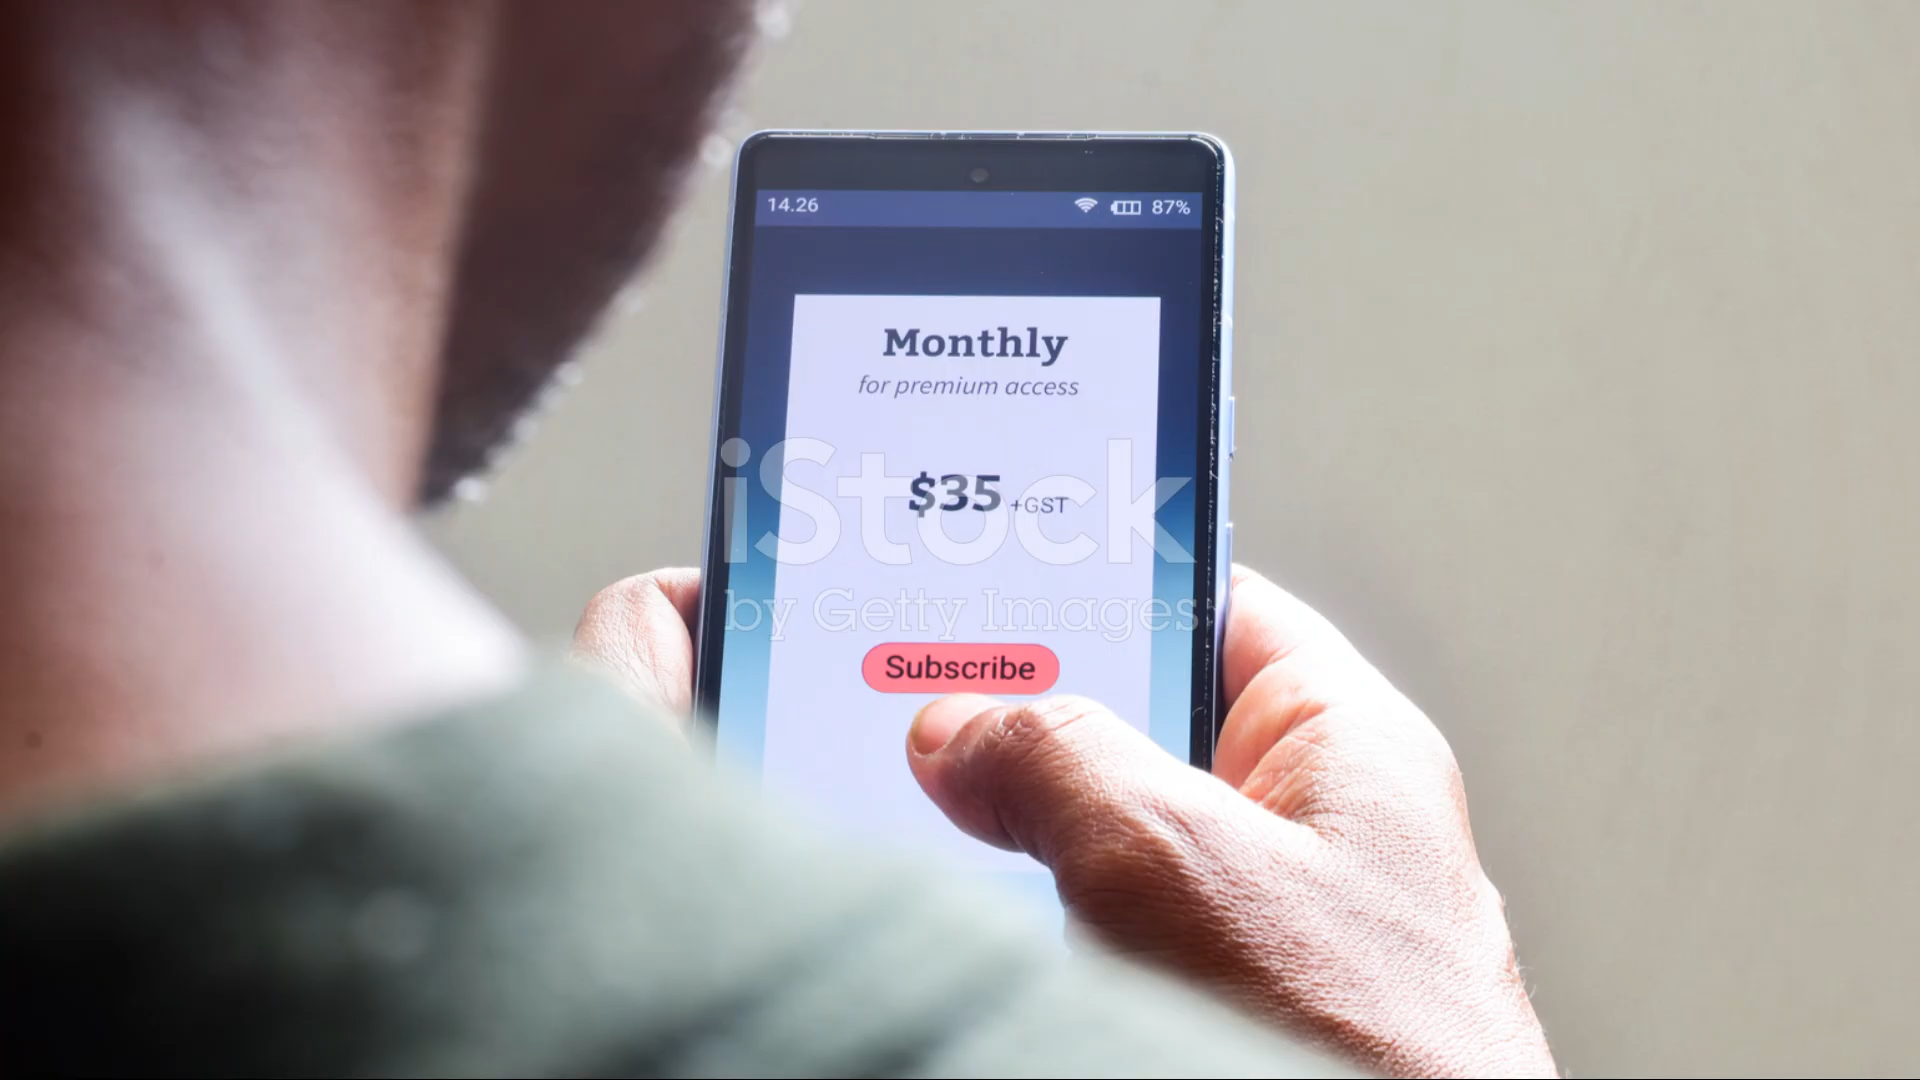 14.26 87%
Monthly
for premium access
$35 +GST
iStock
by Getty Images
Subscribe